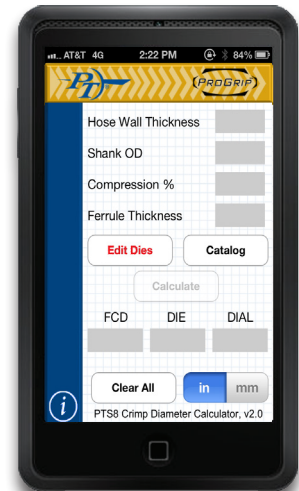 AT&T 4G 2:22 PM 84%
PT PROGRIP
Hose Wall Thickness
Shank OD
Compression %
Ferrule Thickness
Edit Dies Catalog
Calculate
FCD DIE DIAL
Clear All in mm
i PTS8 Crimp Diameter Calculator, v2.0